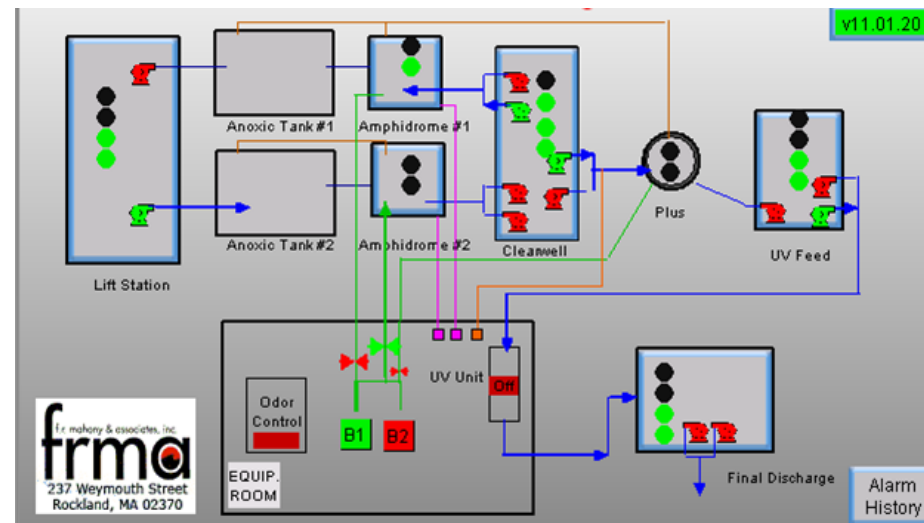 v11.01.20
Anoxic Tank #1
Amphidrome #1
Anoxic Tank #2
Amphidrome #2
Cleanwell
Plus
UV Feed
Lift Station
UV Unit
Off
Odor
Control
B1
B2
EQUIP.
ROOM
Final Discharge
Alarm
History
f.r. mahony & associates, inc.
frma
237 Weymouth Street
Rockland, MA 02370